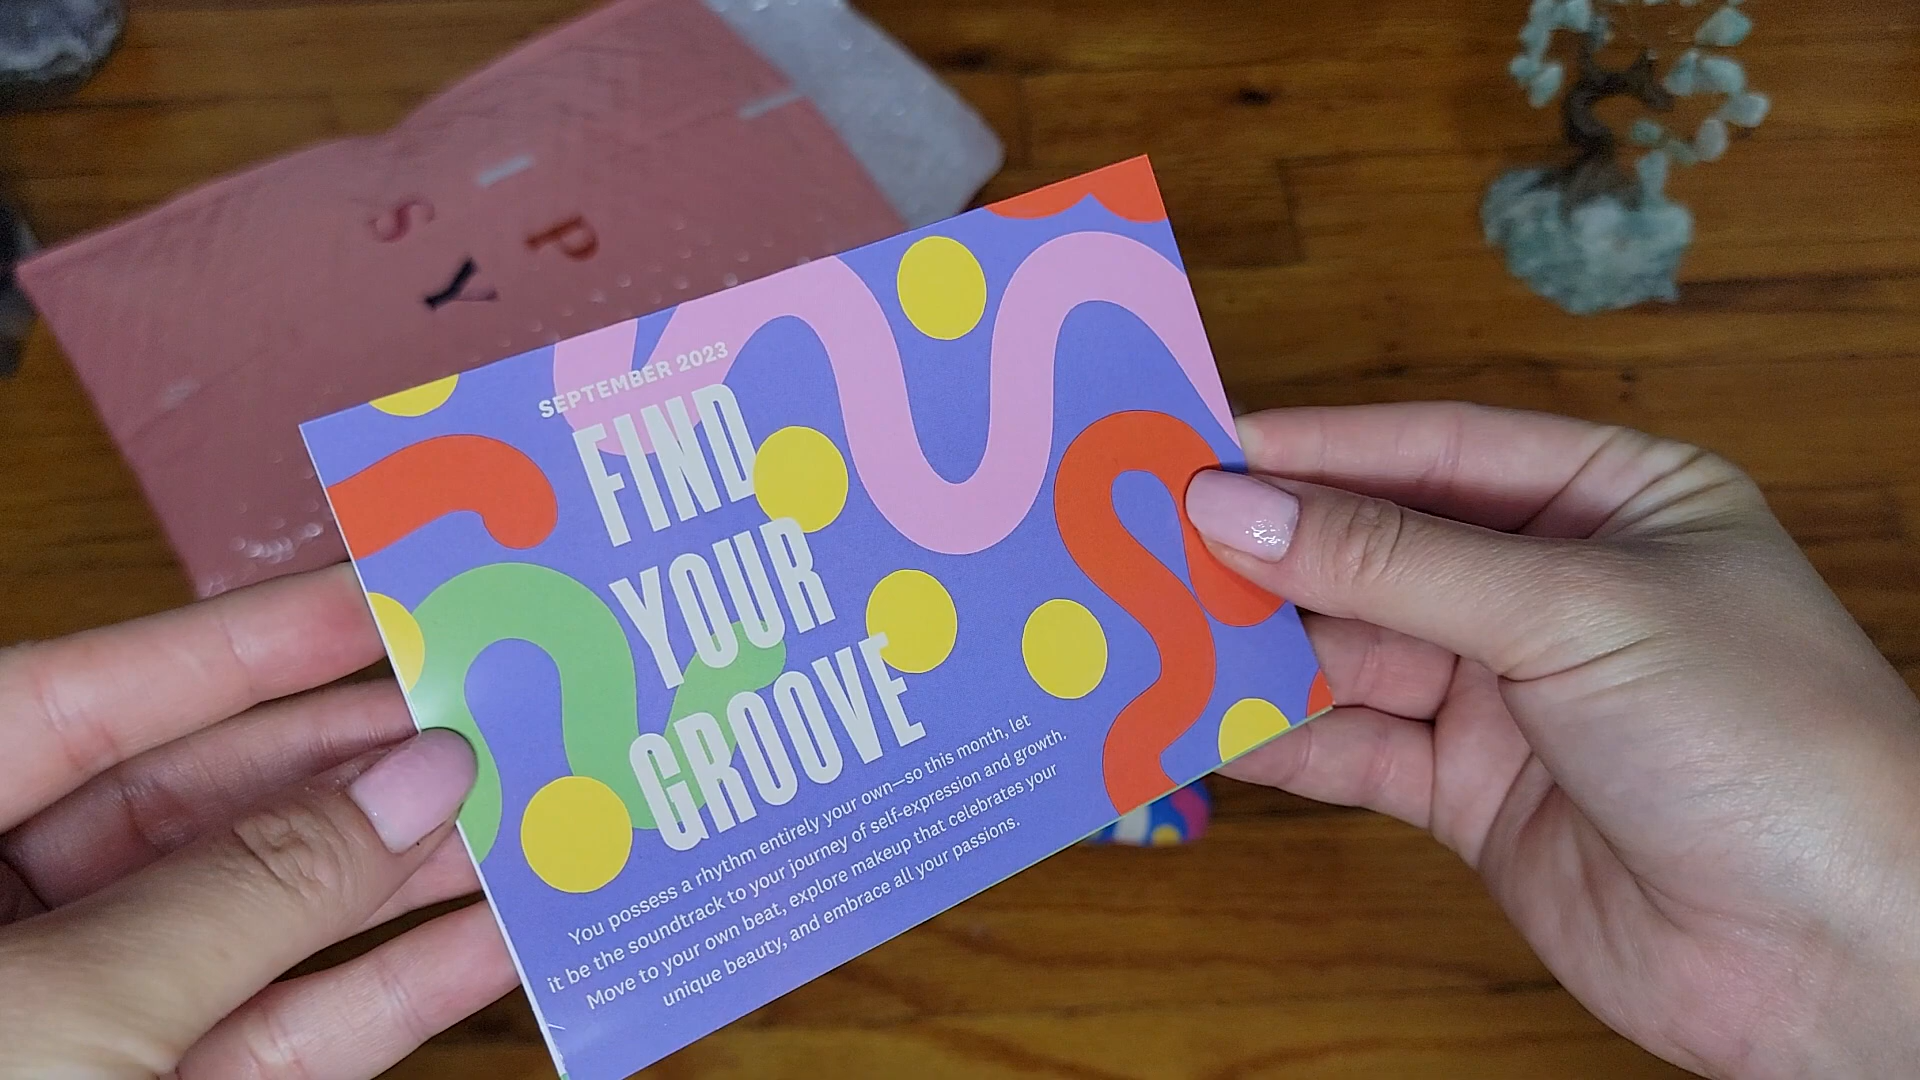 I P
S Y
SEPTEMBER 2023
FIND
YOUR
GROOVE
You possess a rhythm entirely your own—so this month, let
it be the soundtrack to your journey of self-expression and growth.
Move to your own beat, explore makeup that celebrates your
unique beauty, and embrace all your passions.